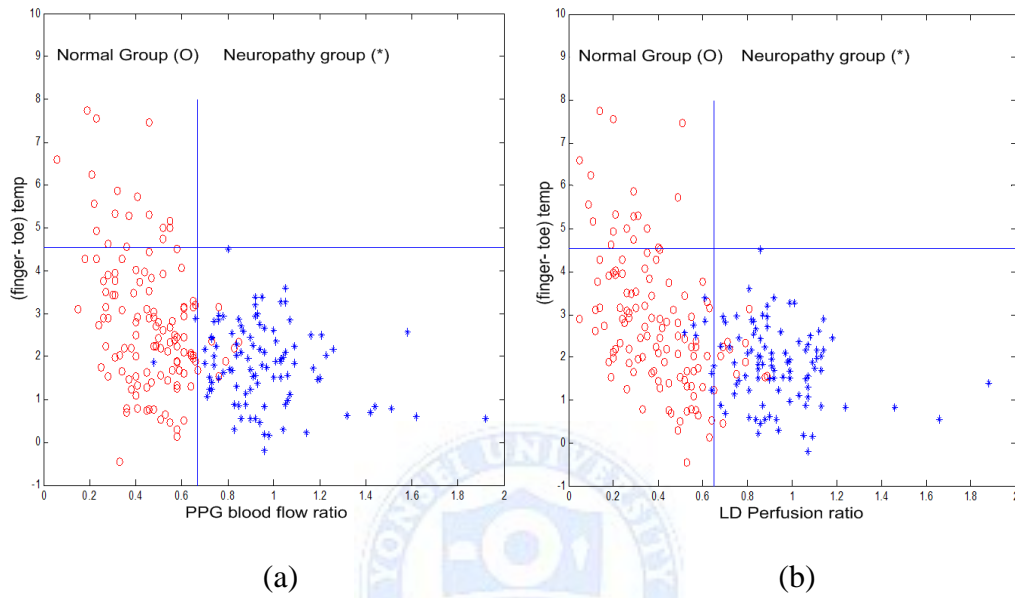 10
9
8
7
6
5
4
3
2
1
0
-1
Normal Group (O) Neuropathy group (*)
(finger- toe) temp
0 0.2 0.4 0.6 0.8 1 1.2 1.4 1.6 1.8 2
PPG blood flow ratio
(a)
10
9
8
7
6
5
4
3
2
1
0
-1
Normal Group (O) Neuropathy group (*)
(finger- toe) temp
0 0.2 0.4 0.6 0.8 1 1.2 1.4 1.6 1.8 2
LD Perfusion ratio
(b)
YONSEI UNIVERSITY